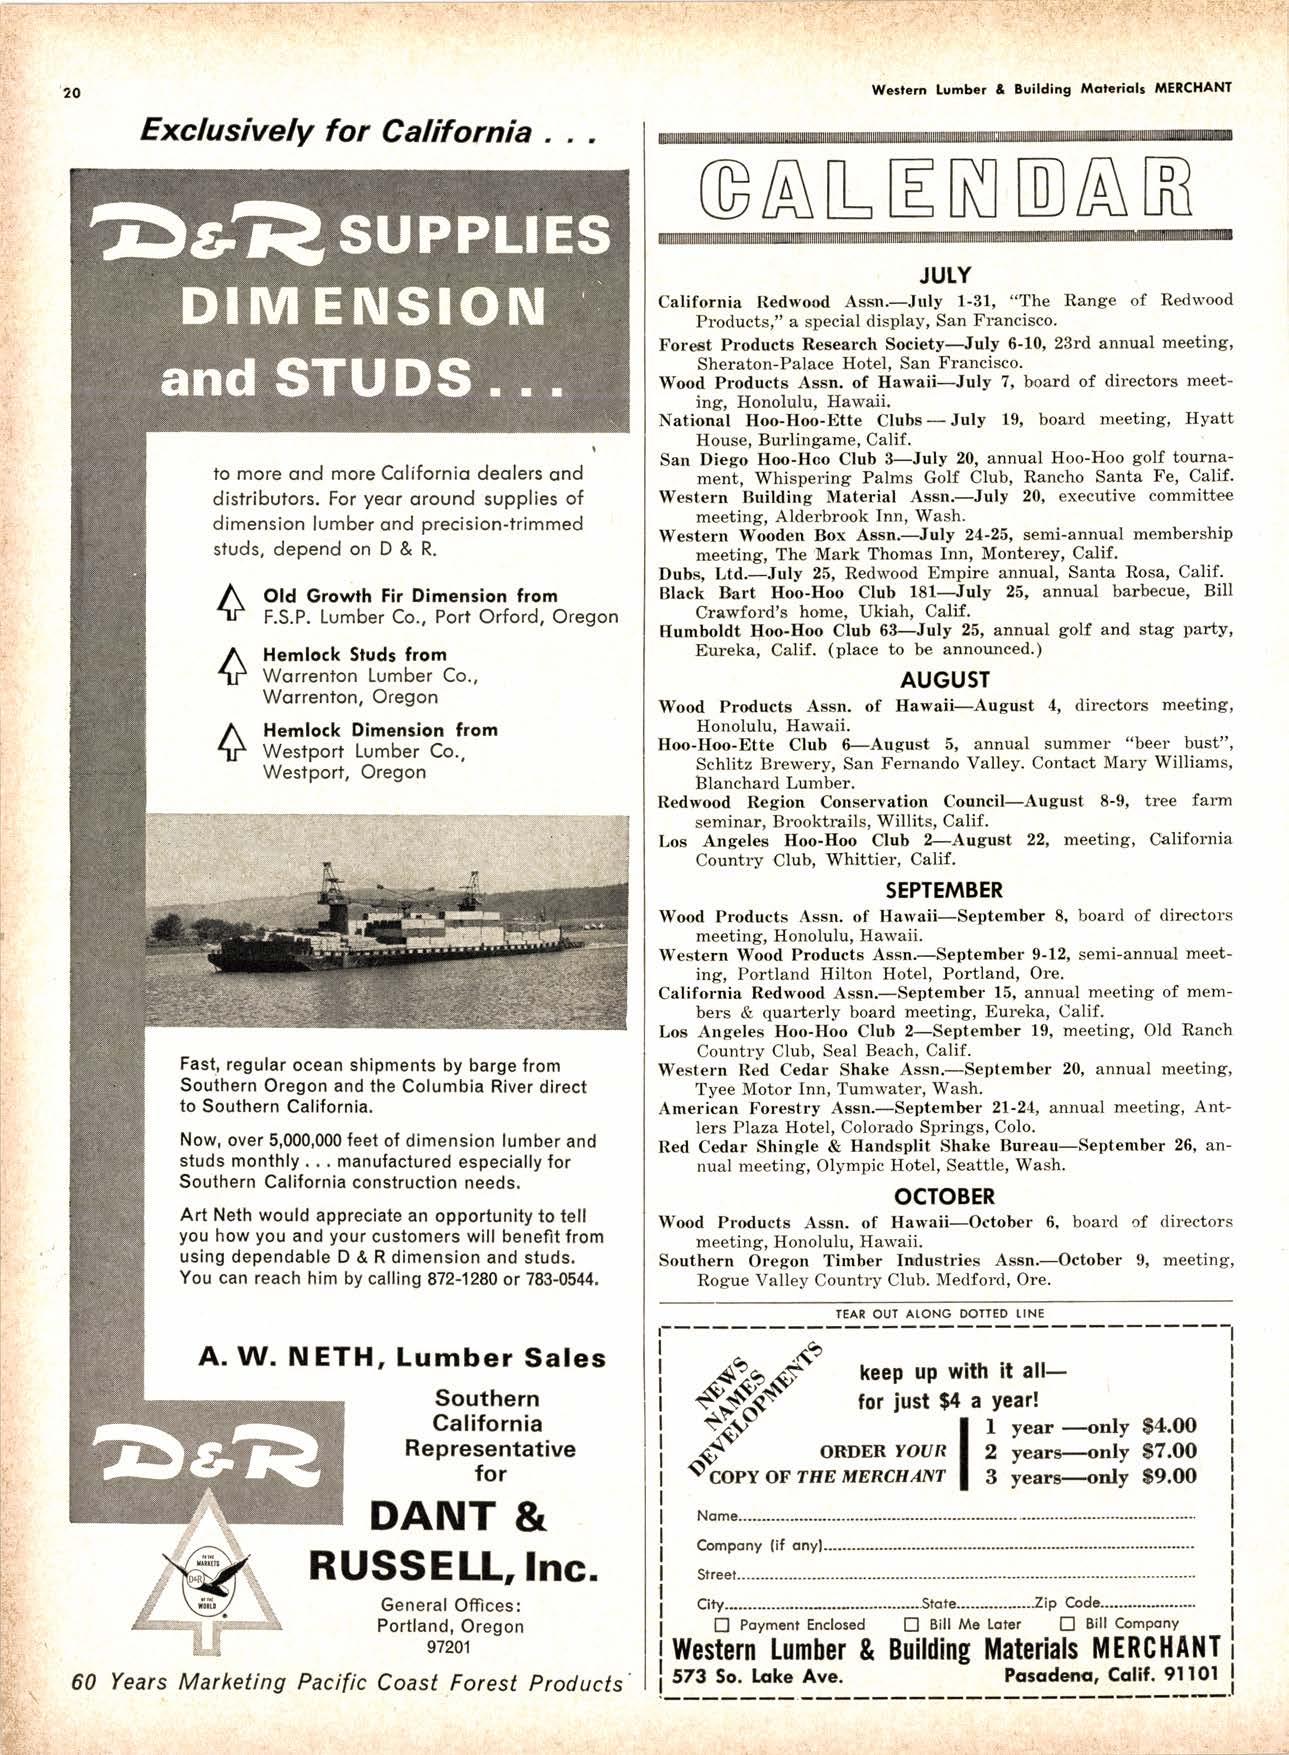 20
Western Lumber & Building Materials MERCHANT
Exclusively for California . . .
D&R SUPPLIES
DIMENSION
and STUDS . . .
to more and more California dealers and
distributors. For year around supplies of
dimension lumber and precision-trimmed
studs, depend on D & R.
Old Growth Fir Dimension from
F.S.P. Lumber Co., Port Orford, Oregon
Hemlock Studs from
Warrenton Lumber Co.,
Warrenton, Oregon
Hemlock Dimension from
Westport Lumber Co.,
Westport, Oregon
Fast, regular ocean shipments by barge from
Southern Oregon and the Columbia River direct
to Southern California.
Now, over 5,000,000 feet of dimension lumber and
studs monthly . . . manufactured especially for
Southern California construction needs.
Art Neth would appreciate an opportunity to tell
you how you and your customers will benefit from
using dependable D & R dimension and studs.
You can reach him by calling 872-1280 or 783-0544.
A. W. NETH, Lumber Sales
Southern
California
Representative
for
D&R
DANT &
RUSSELL, Inc.
TO THE
MARKETS
D&R
OF THE
WORLD
General Offices:
Portland, Oregon
97201
60 Years Marketing Pacific Coast Forest Products
CALENDAR
JULY
California Redwood Assn.—July 1-31, "The Range of Redwood
Products," a special display, San Francisco.
Forest Products Research Society—July 6-10, 23rd annual meeting,
Sheraton-Palace Hotel, San Francisco.
Wood Products Assn. of Hawaii—July 7, board of directors meet-
ing, Honolulu, Hawaii.
National Hoo-Hoo-Ette Clubs — July 19, board meeting, Hyatt
House, Burlingame, Calif.
San Diego Hoo-Hoo Club 3—July 20, annual Hoo-Hoo golf tourna-
ment, Whispering Palms Golf Club, Rancho Santa Fe, Calif.
Western Building Material Assn.—July 20, executive committee
meeting, Alderbrook Inn, Wash.
Western Wooden Box Assn.—July 24-25, semi-annual membership
meeting, The Mark Thomas Inn, Monterey, Calif.
Dubs, Ltd.—July 25, Redwood Empire annual, Santa Rosa, Calif.
Black Bart Hoo-Hoo Club 181—July 25, annual barbecue, Bill
Crawford's home, Ukiah, Calif.
Humboldt Hoo-Hoo Club 63—July 25, annual golf and stag party,
Eureka, Calif. (place to be announced.)
AUGUST
Wood Products Assn. of Hawaii—August 4, directors meeting,
Honolulu, Hawaii.
Hoo-Hoo-Ette Club 6—August 5, annual summer "beer bust",
Schlitz Brewery, San Fernando Valley. Contact Mary Williams,
Blanchard Lumber.
Redwood Region Conservation Council—August 8-9, tree farm
seminar, Brooktrails, Willits, Calif.
Los Angeles Hoo-Hoo Club 2—August 22, meeting, California
Country Club, Whittier, Calif.
SEPTEMBER
Wood Products Assn. of Hawaii—September 8, board of directors
meeting, Honolulu, Hawaii.
Western Wood Products Assn.—September 9-12, semi-annual meet-
ing, Portland Hilton Hotel, Portland, Ore.
California Redwood Assn.—September 15, annual meeting of mem-
bers & quarterly board meeting, Eureka, Calif.
Los Angeles Hoo-Hoo Club 2—September 19, meeting, Old Ranch
Country Club, Seal Beach, Calif.
Western Red Cedar Shake Assn.—September 20, annual meeting,
Tyee Motor Inn, Tumwater, Wash.
American Forestry Assn.—September 21-24, annual meeting, Ant-
lers Plaza Hotel, Colorado Springs, Colo.
Red Cedar Shingle & Handsplit Shake Bureau—September 26, an-
nual meeting, Olympic Hotel, Seattle, Wash.
OCTOBER
Wood Products Assn. of Hawaii—October 6, board of directors
meeting, Honolulu, Hawaii.
Southern Oregon Timber Industries Assn.—October 9, meeting,
Rogue Valley Country Club. Medford, Ore.
TEAR OUT ALONG DOTTED LINE
NEWS
NAMES
DEVELOPMENTS
keep up with it all—
for just $4 a year!
ORDER YOUR
COPY OF THE MERCHANT
1 year —only $4.00
2 years—only $7.00
3 years—only $9.00
Name
Company (if any)
Street
City State Zip Code
Payment Enclosed Bill Me Later Bill Company
Western Lumber & Building Materials MERCHANT
573 So. Lake Ave. Pasadena, Calif. 91101